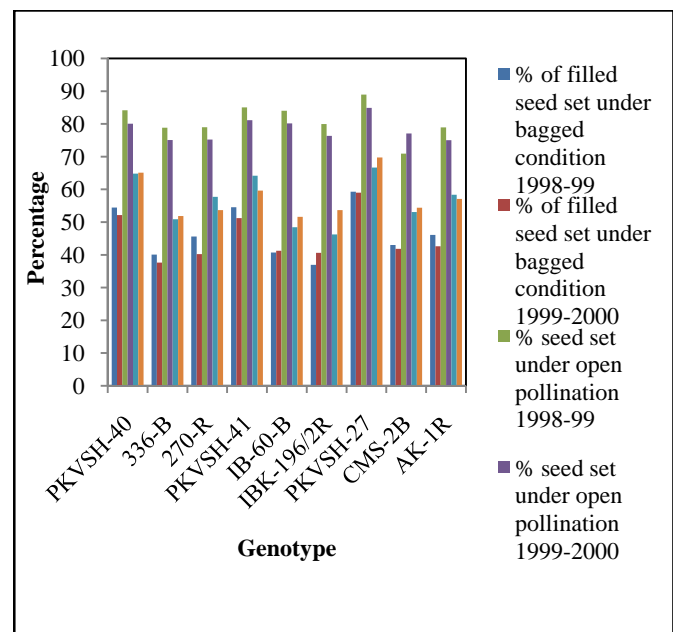 100
90
80
70
60
50
40
30
20
10
0
Percentage
PKVSH-40
336-B
270-R
PKVSH-41
IB-60-B
IBK-196/2R
PKVSH-27
CMS-2B
AK-1R
Genotype
% of filled
seed set under
bagged
condition
1998-99
% of filled
seed set under
bagged
condition
1999-2000
% seed set
under open
pollination
1998-99
% seed set
under open
pollination
1999-2000